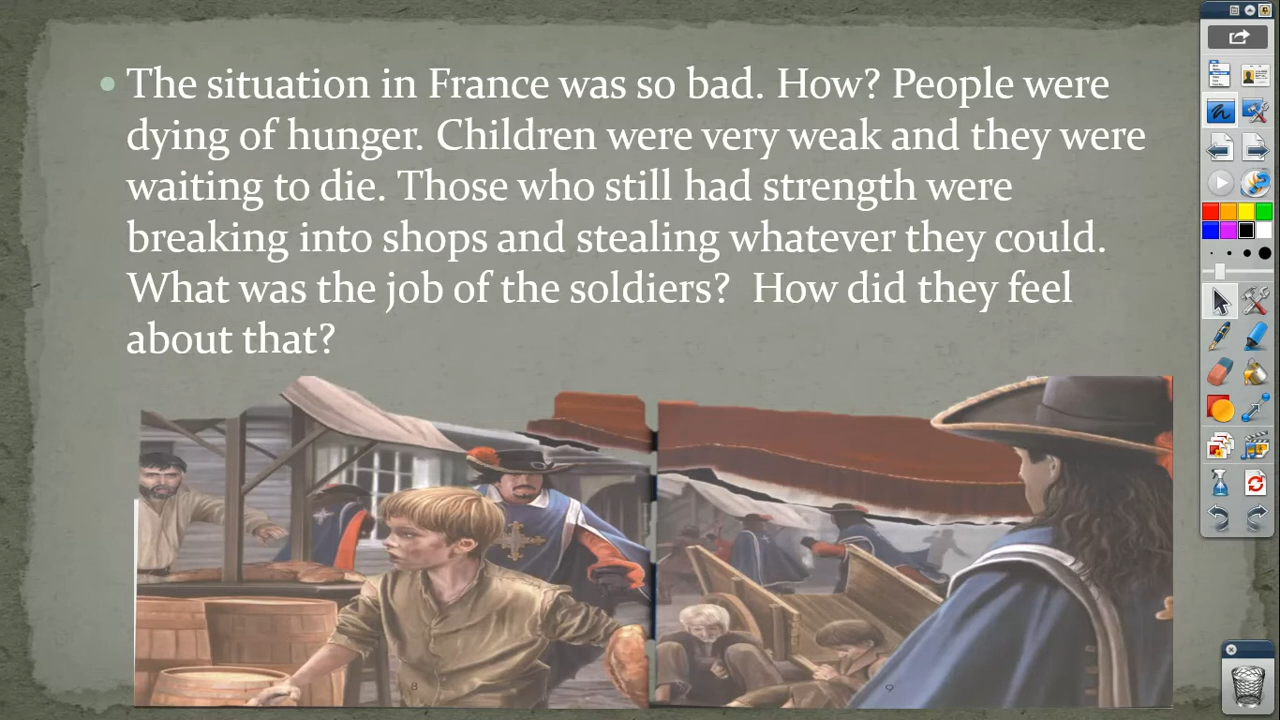 The situation in France was so bad. How? People were
dying of hunger. Children were very weak and they were
waiting to die. Those who still had strength were
breaking into shops and stealing whatever they could.
What was the job of the soldiers?  How did they feel
about that?
8
9